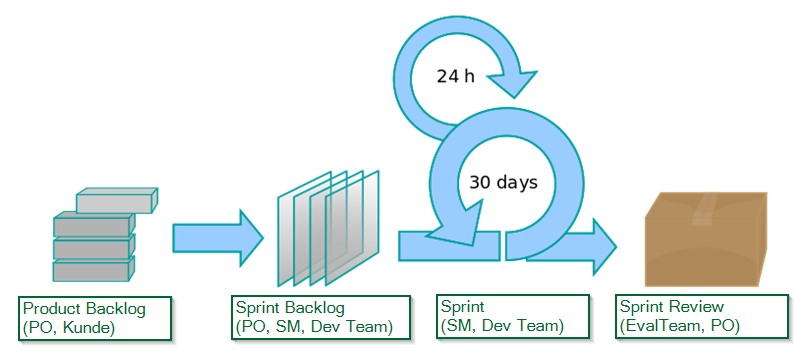 24 h
30 days
Product Backlog
(PO, Kunde)
Sprint Backlog
(PO, SM, Dev Team)
Sprint
(SM, Dev Team)
Sprint Review
(EvalTeam, PO)